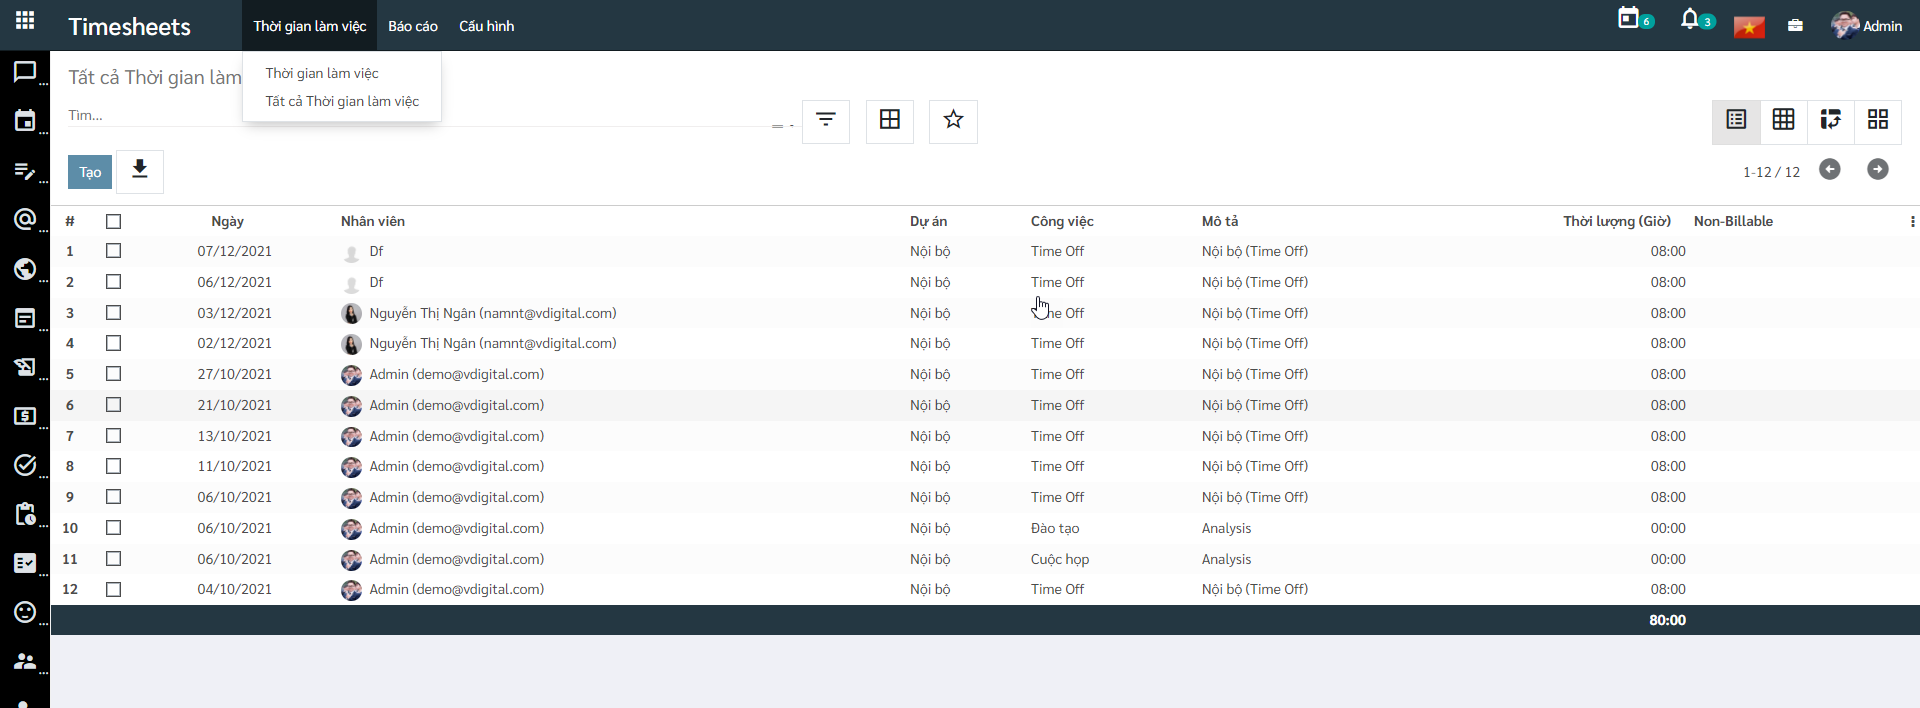 Timesheets Thời gian làm việc Báo cáo Cấu hình 6 3 Admin
Thời gian làm việc
Tất cả Thời gian làm việc
Tất cả Thời gian làm
Tìm...
Tạo
1-12 / 12
# Ngày Nhân viên Dự án Công việc Mô tả Thời lượng (Giờ) Non-Billable
1 07/12/2021 Df Nội bộ Time Off Nội bộ (Time Off) 08:00
2 06/12/2021 Df Nội bộ Time Off Nội bộ (Time Off) 08:00
3 03/12/2021 Nguyễn Thị Ngân (namnt@vdigital.com) Nội bộ Time Off Nội bộ (Time Off) 08:00
4 02/12/2021 Nguyễn Thị Ngân (namnt@vdigital.com) Nội bộ Time Off Nội bộ (Time Off) 08:00
5 27/10/2021 Admin (demo@vdigital.com) Nội bộ Time Off Nội bộ (Time Off) 08:00
6 21/10/2021 Admin (demo@vdigital.com) Nội bộ Time Off Nội bộ (Time Off) 08:00
7 13/10/2021 Admin (demo@vdigital.com) Nội bộ Time Off Nội bộ (Time Off) 08:00
8 11/10/2021 Admin (demo@vdigital.com) Nội bộ Time Off Nội bộ (Time Off) 08:00
9 06/10/2021 Admin (demo@vdigital.com) Nội bộ Time Off Nội bộ (Time Off) 08:00
10 06/10/2021 Admin (demo@vdigital.com) Nội bộ Đào tạo Analysis 00:00
11 06/10/2021 Admin (demo@vdigital.com) Nội bộ Cuộc họp Analysis 00:00
12 04/10/2021 Admin (demo@vdigital.com) Nội bộ Time Off Nội bộ (Time Off) 08:00
80:00